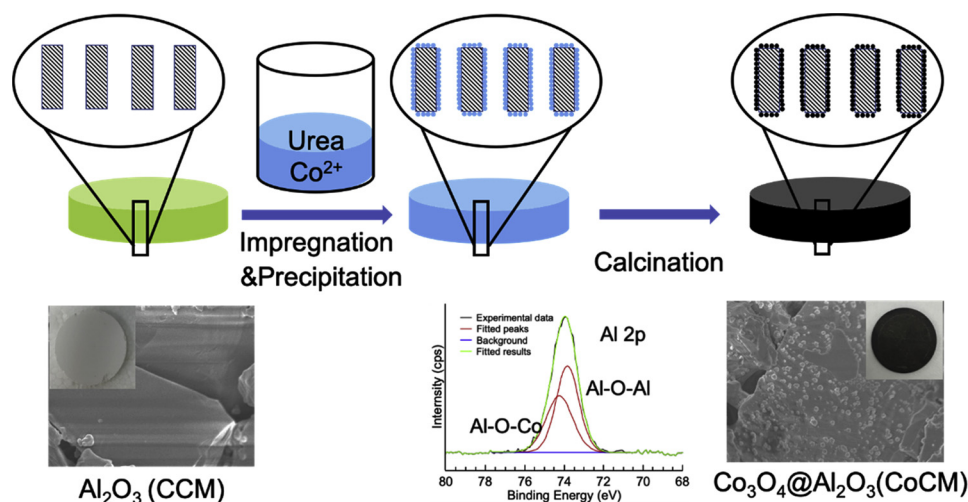 Urea
Co²⁺
Impregnation
&Precipitation
Calcination
Experimental data
Fitted peaks
Background
Fitted results
Al 2p
Al-O-Al
Al-O-Co
Internsity (cps)
80 78 76 74 72 70 68
Binding Energy (eV)
Al₂O₃ (CCM)
Co₃O₄@Al₂O₃(CoCM)